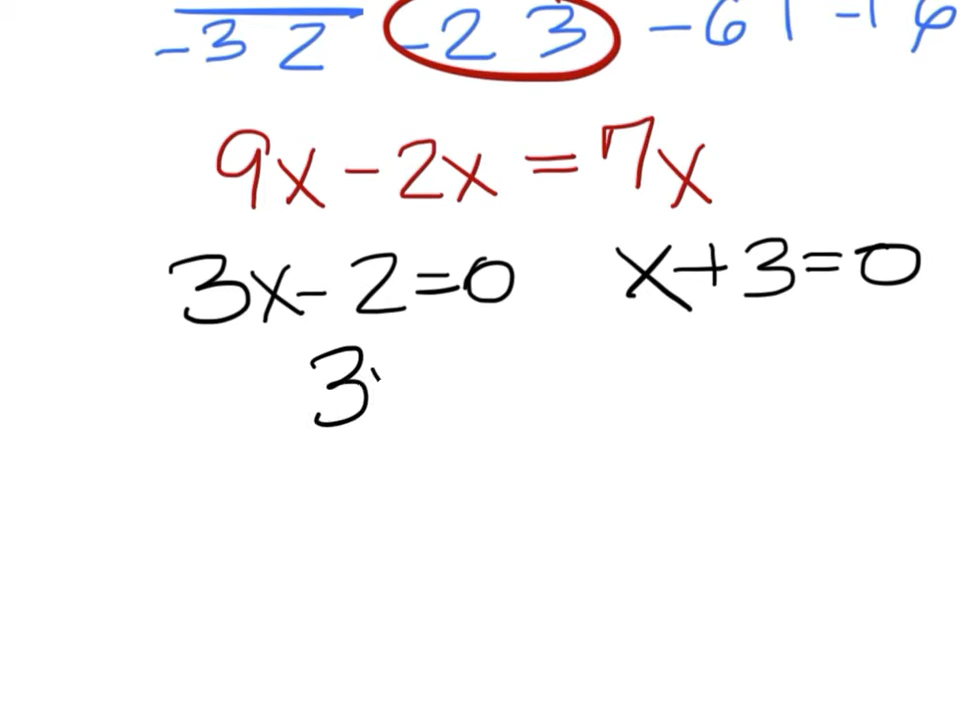 -3 2 -2 3 -6 1 -1 6
9x - 2x = 7x
3x - 2 = 0 x + 3 = 0
3